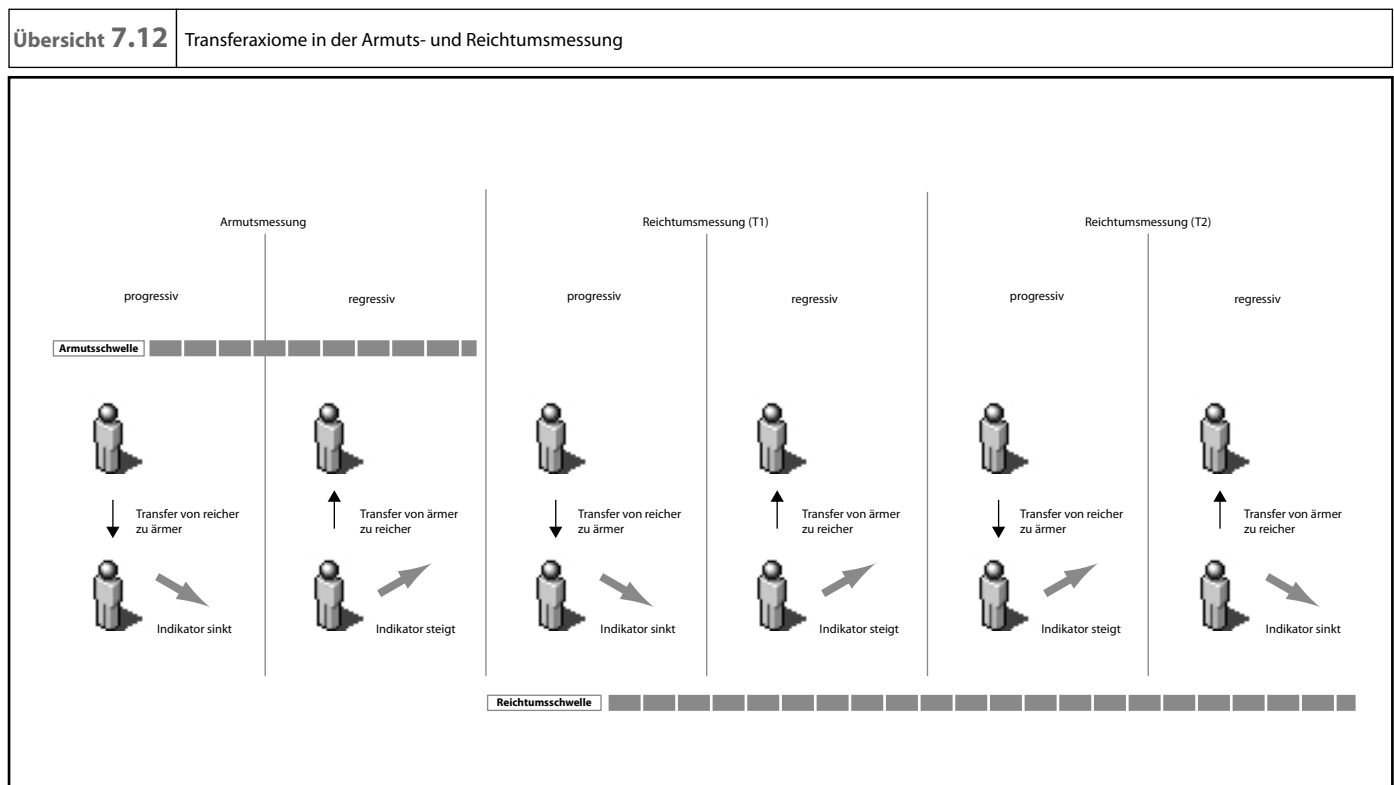 Übersicht 7.12
Transferaxiome in der Armuts- und Reichtumsmessung
Armutsmessung
Reichtumsmessung (T1)
Reichtumsmessung (T2)
progressiv
regressiv
progressiv
regressiv
progressiv
regressiv
Armutsschwelle
Transfer von reicher
zu ärmer
Transfer von ärmer
zu reicher
Transfer von reicher
zu ärmer
Transfer von ärmer
zu reicher
Transfer von reicher
zu ärmer
Transfer von ärmer
zu reicher
Indikator sinkt
Indikator steigt
Indikator sinkt
Indikator steigt
Indikator steigt
Indikator sinkt
Reichtumsschwelle